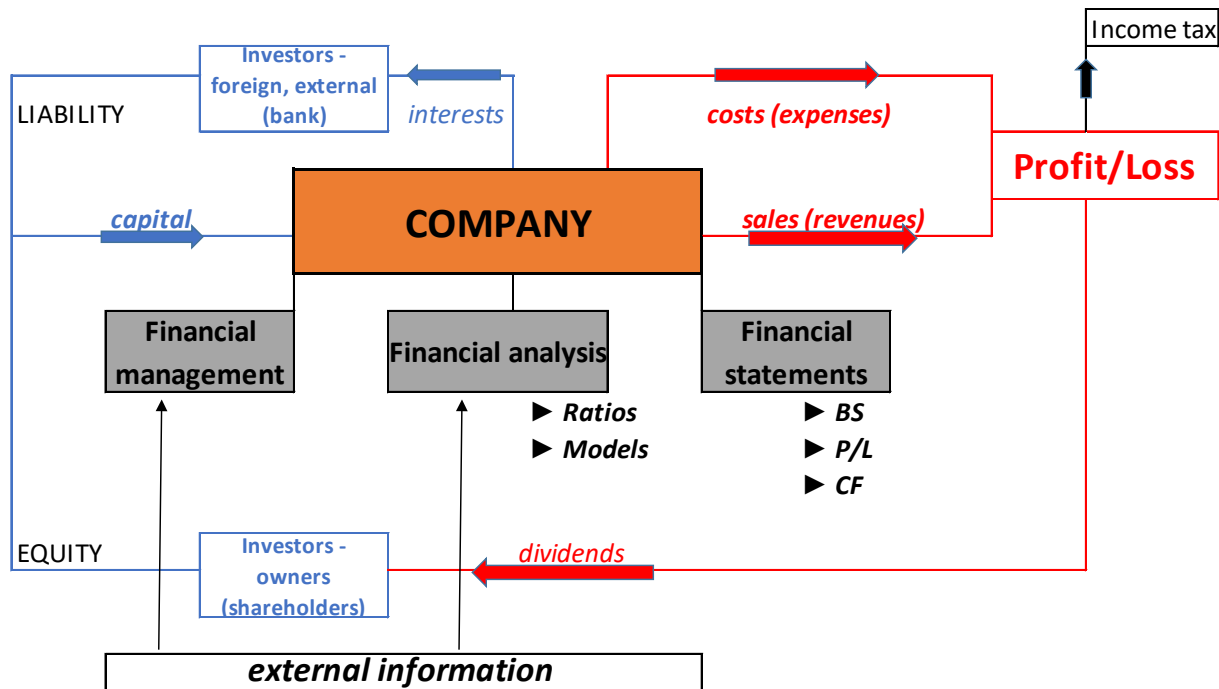 Income tax
Investors -
foreign, external
(bank)
LIABILITY
interests
costs (expenses)
Profit/Loss
capital
COMPANY
sales (revenues)
Financial
management
Financial analysis
Financial
statements
► Ratios
► Models
► BS
► P/L
► CF
EQUITY
Investors -
owners
(shareholders)
dividends
external information